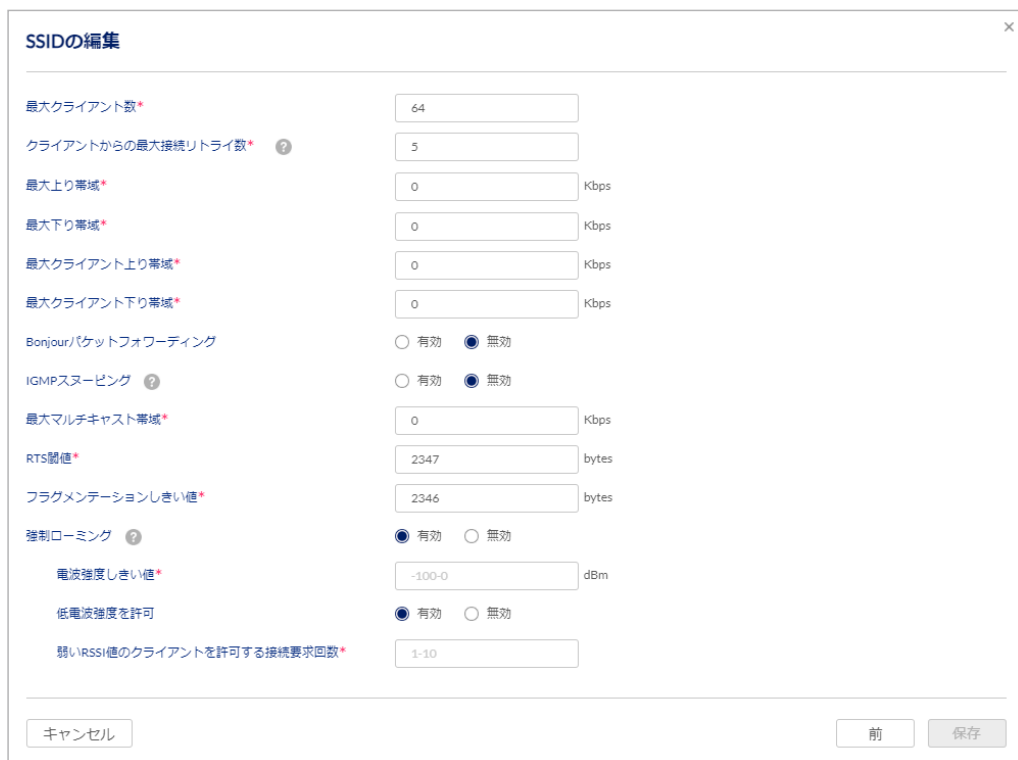 SSIDの編集
×
最大クライアント数* 64
クライアントからの最大接続リトライ数* ? 5
最大上り帯域* 0 Kbps
最大下り帯域* 0 Kbps
最大クライアント上り帯域* 0 Kbps
最大クライアント下り帯域* 0 Kbps
Bonjourパケットフォワーディング 有効 無効
IGMPスヌーピング ? 有効 無効
最大マルチキャスト帯域* 0 Kbps
RTS閾値* 2347 bytes
フラグメンテーションしきい値* 2346 bytes
強制ローミング ? 有効 無効
電波強度しきい値* -100-0 dBm
低電波強度を許可 有効 無効
弱いRSSI値のクライアントを許可する接続要求回数* 1-10
キャンセル 前 保存